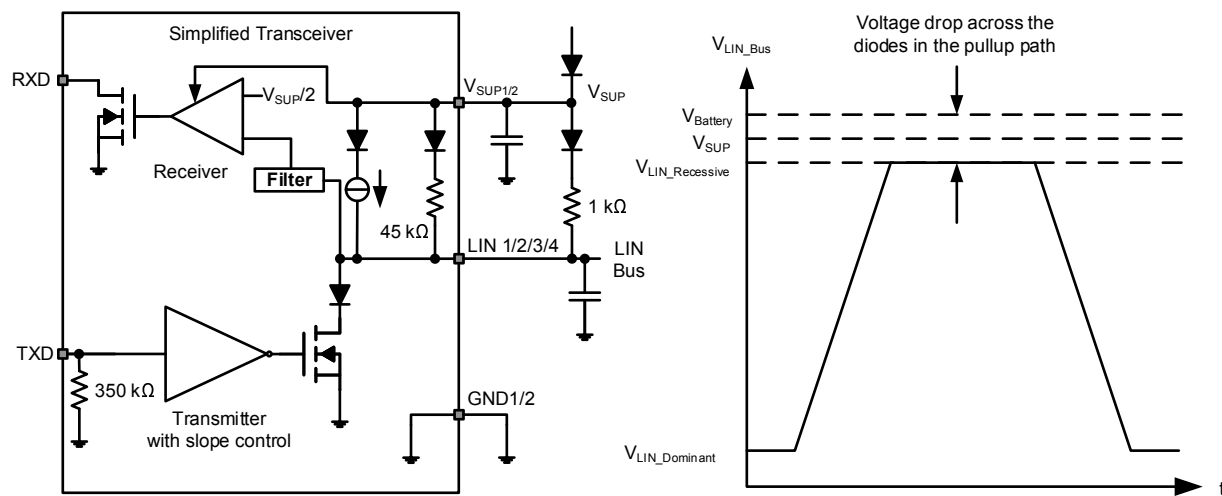 Simplified Transceiver
RXD
V_SUP/2
Receiver
Filter
45 kΩ
V_SUP1/2
V_SUP
1 kΩ
LIN 1/2/3/4
LIN
Bus
TXD
350 kΩ
Transmitter
with slope control
GND1/2
Voltage drop across the
diodes in the pullup path
V_LIN_Bus
V_Battery
V_SUP
V_LIN_Recessive
V_LIN_Dominant
t